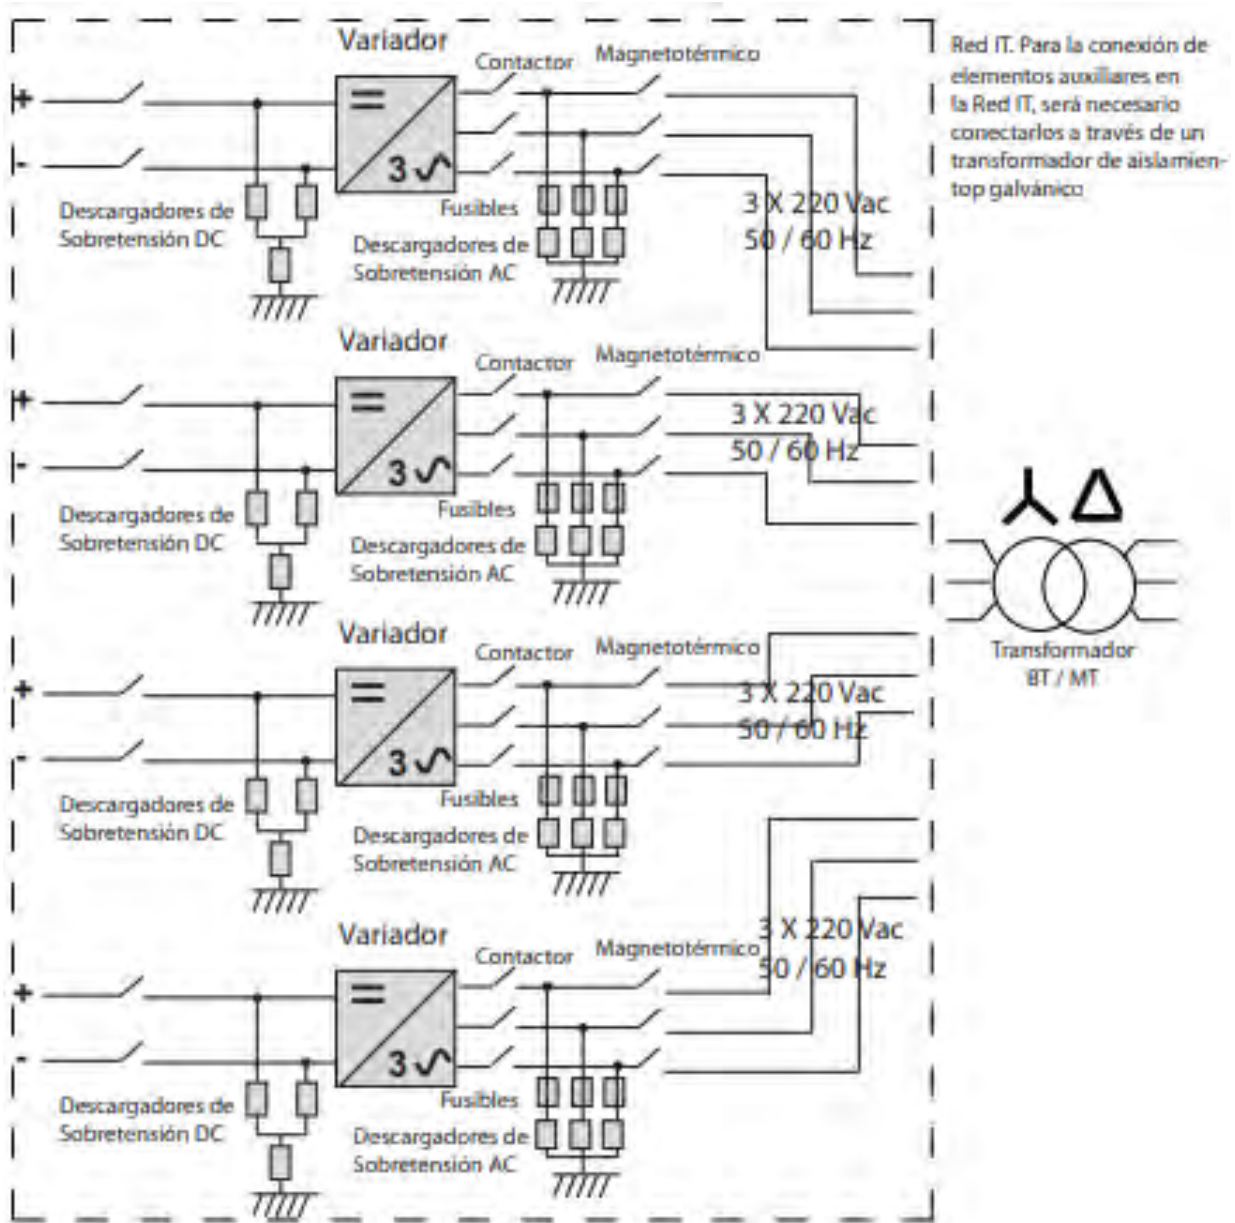 Variador
Contactor
Magnetotérmico
Red IT. Para la conexión de
elementos auxiliares en
la Red IT, será necesario
conectarlos a través de un
transformador de aislamien-
top galvánico
+
-
3
Descargadores de
Sobretensión DC
Fusibles
Descargadores de
Sobretensión AC
3 X 220 Vac
50 / 60 Hz
Variador
Contactor
Magnetotérmico
+
-
3
3 X 220 Vac
50 / 60 Hz
Descargadores de
Sobretensión DC
Fusibles
Descargadores de
Sobretensión AC
Transformador
BT / MT
Variador
Contactor
Magnetotérmico
+
-
3
3 X 220 Vac
50 / 60 Hz
Descargadores de
Sobretensión DC
Fusibles
Descargadores de
Sobretensión AC
Variador
Contactor
Magnetotérmico
3 X 220 Vac
50 / 60 Hz
+
-
3
Descargadores de
Sobretensión DC
Fusibles
Descargadores de
Sobretensión AC